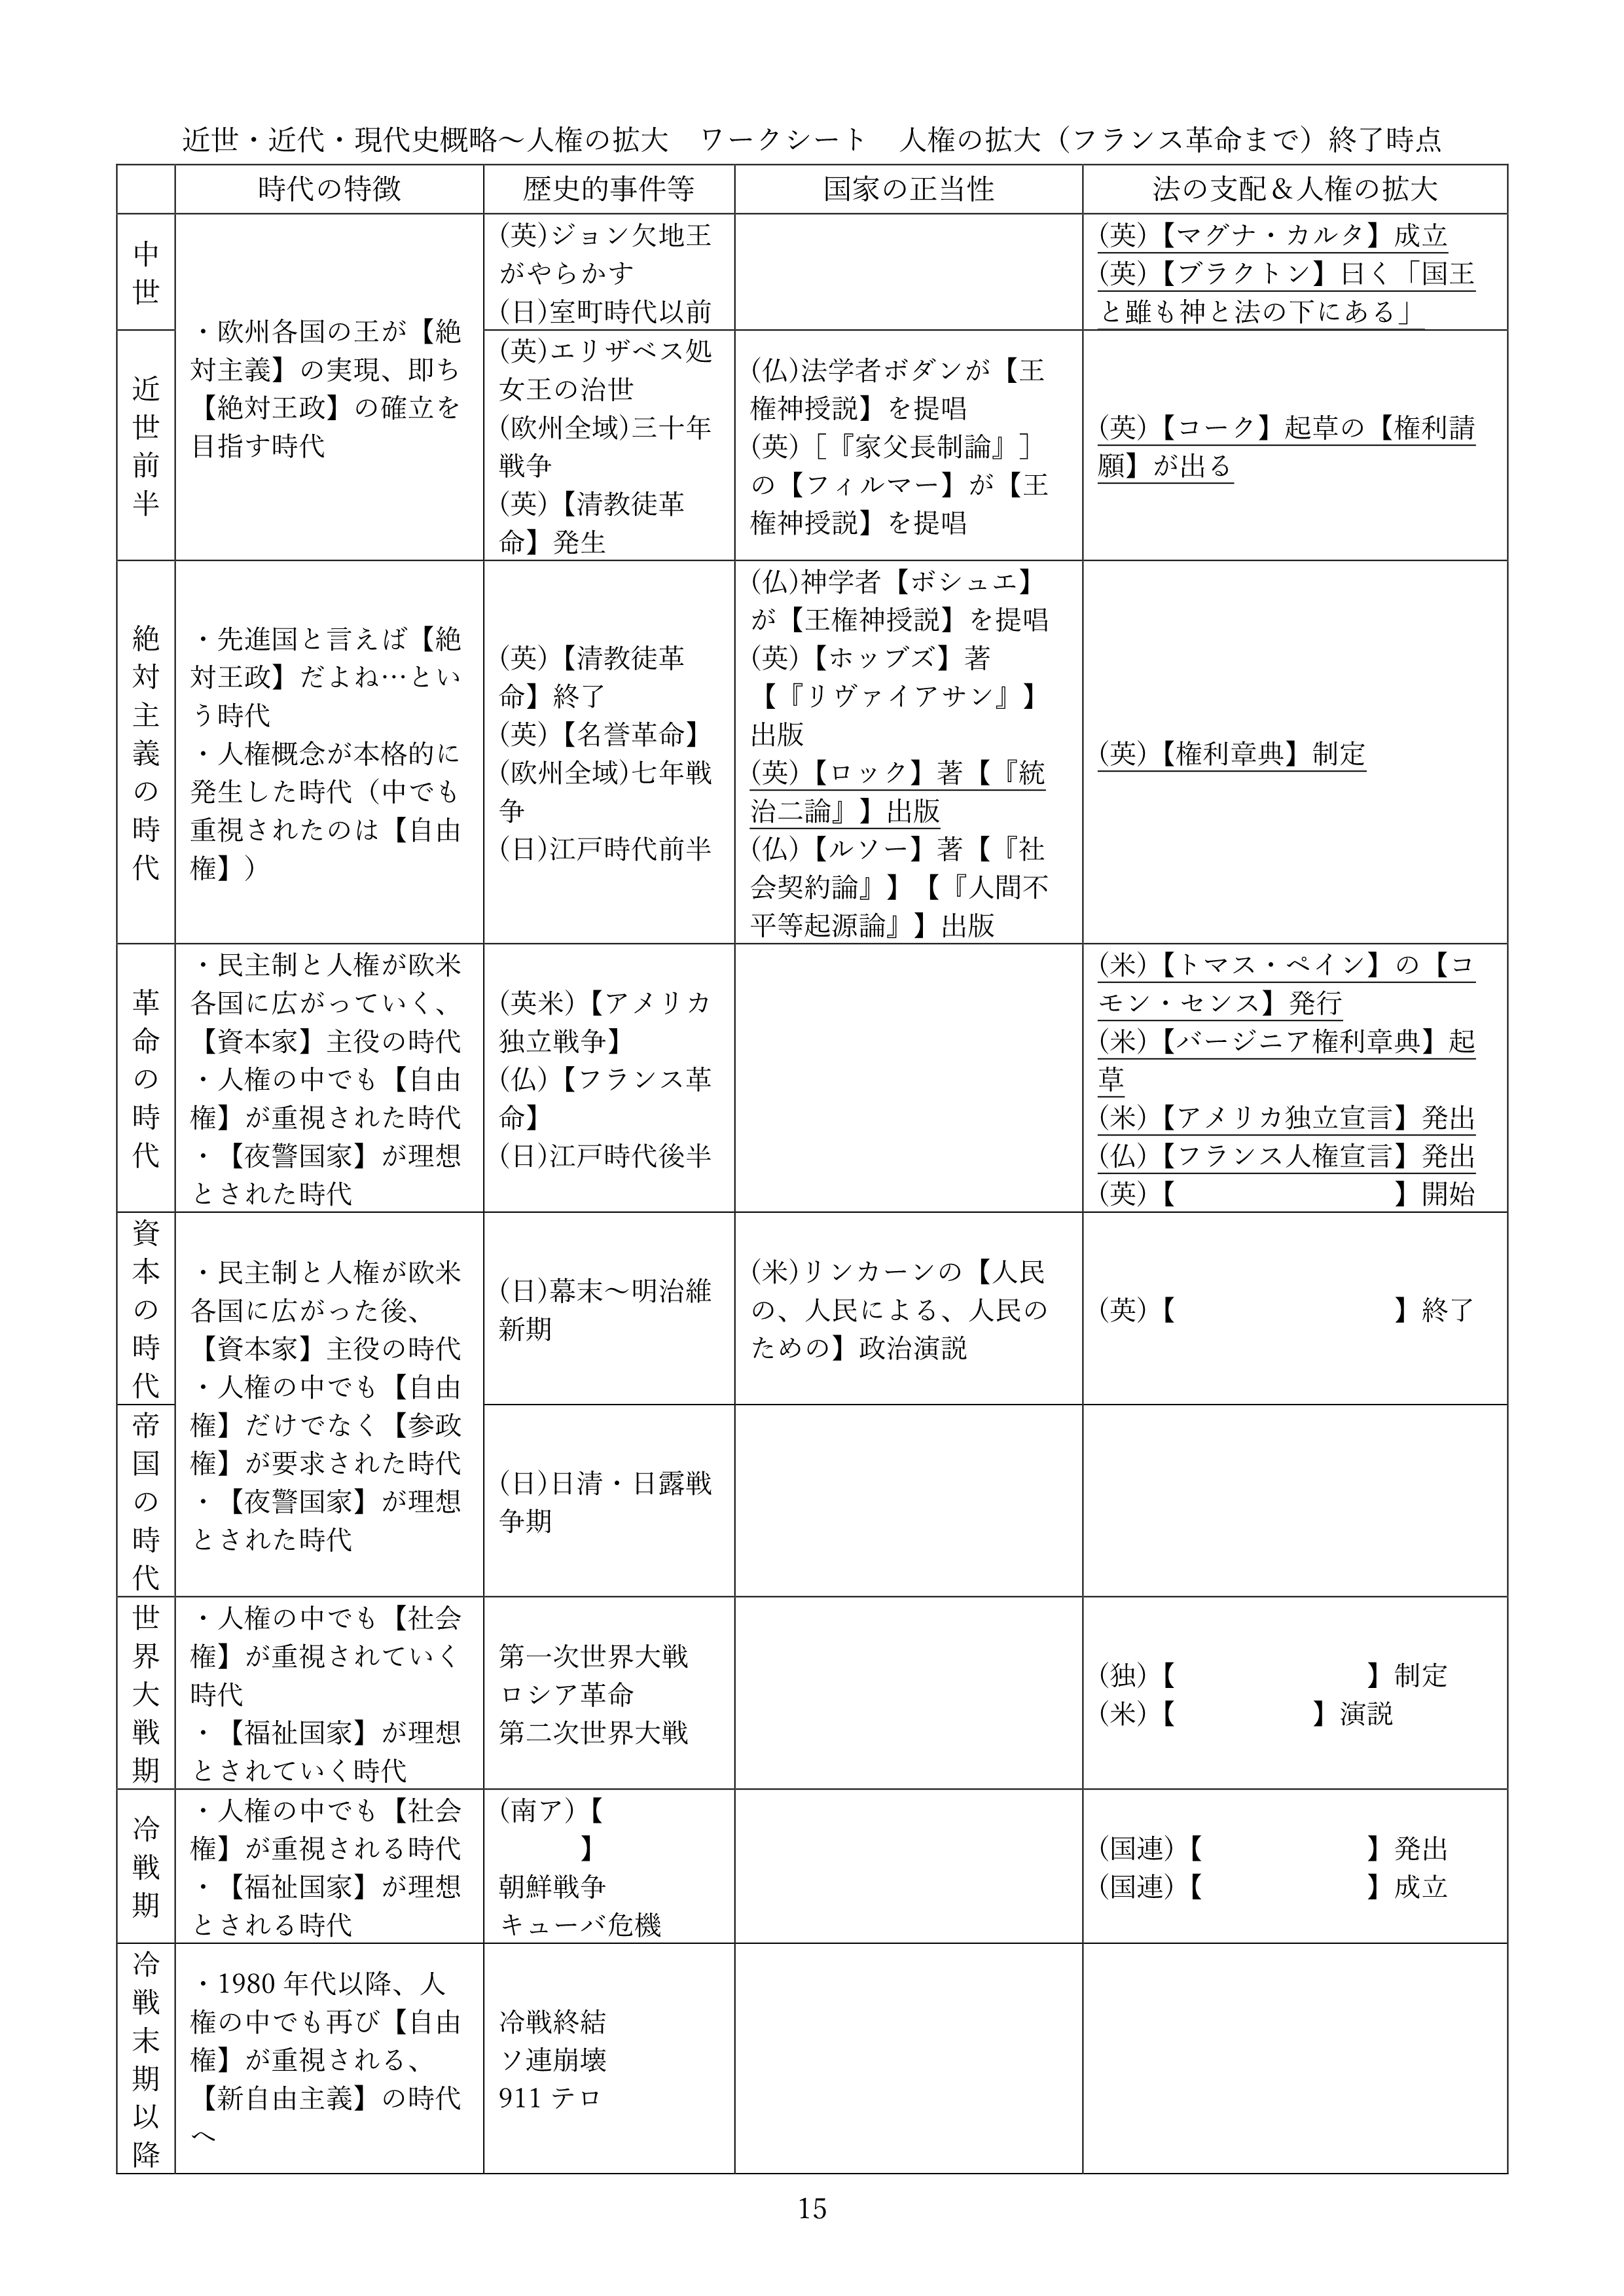 近世・近代・現代史概略～人権の拡大　ワークシート　人権の拡大（フランス革命まで）終了時点
時代の特徴
歴史的事件等
国家の正当性
法の支配＆人権の拡大
中世
・欧州各国の王が【絶
対主義】の実現、即ち
【絶対王政】の確立を
目指す時代
(英)ジョン欠地王
がやらかす
(日)室町時代以前
(英)【マグナ・カルタ】成立
(英)【ブラクトン】曰く「国王
と雖も神と法の下にある」
近世前半
(英)エリザベス処
女王の治世
(欧州全域)三十年
戦争
(英)【清教徒革
命】発生
(仏)法学者ボダンが【王
権神授説】を提唱
(英)［『家父長制論』］
の【フィルマー】が【王
権神授説】を提唱
(英)【コーク】起草の【権利請
願】が出る
絶対主義の時代
・先進国と言えば【絶
対王政】だよね…とい
う時代
・人権概念が本格的に
発生した時代（中でも
重視されたのは【自由
権】）
(英)【清教徒革
命】終了
(英)【名誉革命】
(欧州全域)七年戦
争
(日)江戸時代前半
(仏)神学者【ボシュエ】
が【王権神授説】を提唱
(英)【ホッブズ】著
【『リヴァイアサン』】
出版
(英)【ロック】著【『統
治二論』】出版
(仏)【ルソー】著【『社
会契約論』】【『人間不
平等起源論』】出版
(英)【権利章典】制定
革命の時代
・民主制と人権が欧米
各国に広がっていく、
【資本家】主役の時代
・人権の中でも【自由
権】が重視された時代
・【夜警国家】が理想
とされた時代
(英米)【アメリカ
独立戦争】
(仏)【フランス革
命】
(日)江戸時代後半
(米)【トマス・ペイン】の【コ
モン・センス】発行
(米)【バージニア権利章典】起
草
(米)【アメリカ独立宣言】発出
(仏)【フランス人権宣言】発出
(英)【　　　　　　　　】開始
資本の時代
・民主制と人権が欧米
各国に広がった後、
【資本家】主役の時代
・人権の中でも【自由
権】だけでなく【参政
権】が要求された時代
・【夜警国家】が理想
とされた時代
(日)幕末～明治維
新期
(米)リンカーンの【人民
の、人民による、人民の
ための】政治演説
(英)【　　　　　　　　】終了
帝国の時代
(日)日清・日露戦
争期
世界大戦期
・人権の中でも【社会
権】が重視されていく
時代
・【福祉国家】が理想
とされていく時代
第一次世界大戦
ロシア革命
第二次世界大戦
(独)【　　　　　　　】制定
(米)【　　　　　】演説
冷戦期
・人権の中でも【社会
権】が重視される時代
・【福祉国家】が理想
とされる時代
(南ア)【
　　　】
朝鮮戦争
キューバ危機
(国連)【　　　　　　】発出
(国連)【　　　　　　】成立
冷戦末期以降
・1980 年代以降、人
権の中でも再び【自由
権】が重視される、
【新自由主義】の時代
へ
冷戦終結
ソ連崩壊
911 テロ
15